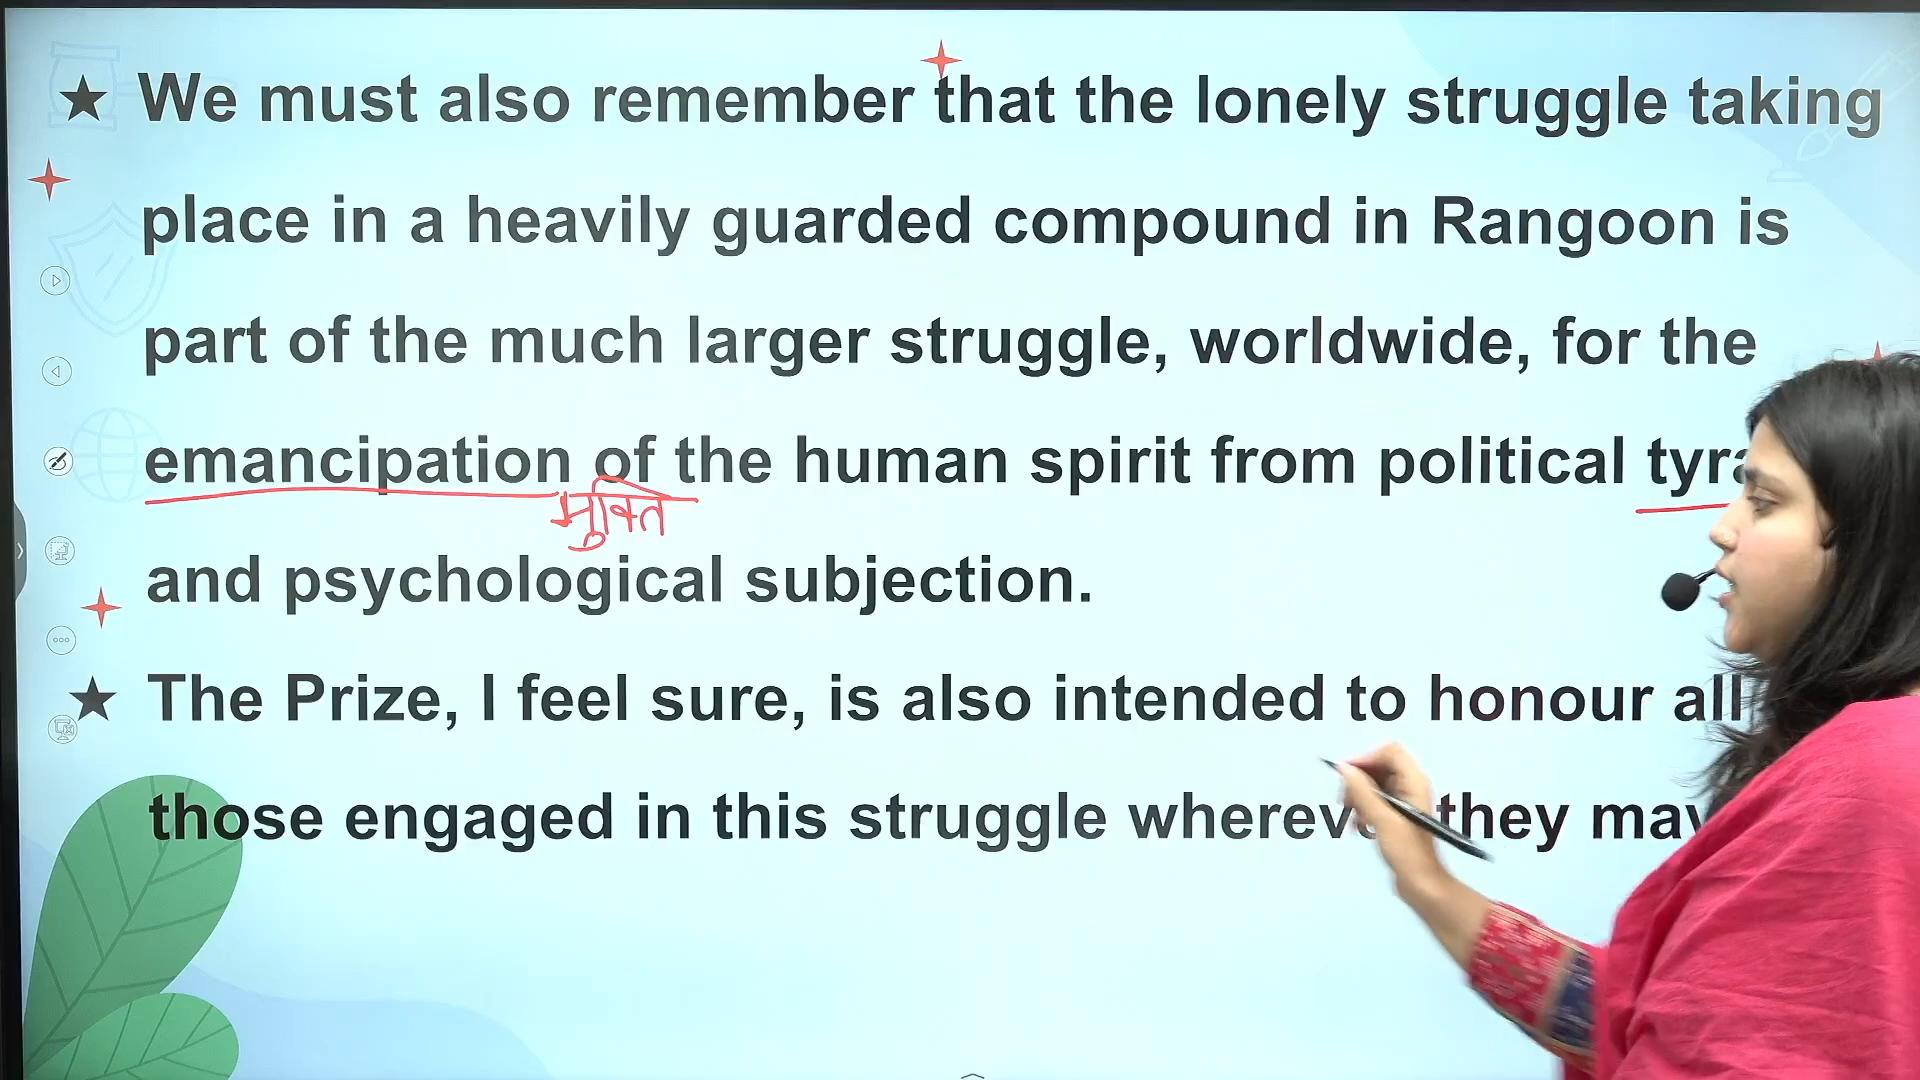 ★ We must also remember that the lonely struggle taking
place in a heavily guarded compound in Rangoon is
part of the much larger struggle, worldwide, for the
emancipation of the human spirit from political
मुक्ति
and psychological subjection.
★ The Prize, I feel sure, is also intended to honour all
those engaged in this struggle they